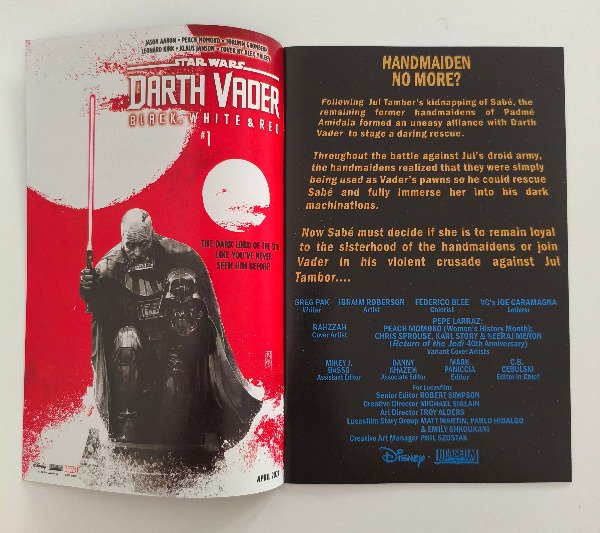 JASON AARON • PEACH MOMOKO •
LEONARD KIRK • KLAUS JANSON • COVER BY ALEX MALEEV
STAR WARS
DARTH VADER
BLACK, WHITE & RED
#1
THE DARK LORD OF THE SITH
LIKE YOU'VE NEVER
SEEN HIM BEFORE!
Disney
MARVEL
APRIL 2023
HANDMAIDEN
NO MORE?
Following Jul Tambor's kidnapping of Sabé, the
remaining former handmaidens of Padmé
Amidala formed an uneasy alliance with Darth
Vader to stage a daring rescue.
Throughout the battle against Jul's droid army,
the handmaidens realized that they were simply
being used as Vader's pawns so he could rescue
Sabé and fully immerse her into his dark
machinations.
Now Sabé must decide if she is to remain loyal
to the sisterhood of the handmaidens or join
Vader in his violent crusade against Jul
Tambor....
GREG PAK IBRAIM ROBERSON FEDERICO BLEE VC's JOE CARAMAGNA
Writer Artist Colorist Letterer
RAHZZAH
Cover Artist
PEPE LARRAZ;
PEACH MOMOKO (Women's History Month);
CHRIS SPROUSE, KARL STORY & NEERAJ MENON
(Return of the Jedi 40th Anniversary)
Variant Cover Artists
MIKEY J. BASSO DANNY KHAZEM MARK PANICCIA C.B. CEBULSKI
Assistant Editor Associate Editor Editor Editor in Chief
For Lucasfilm:
Senior Editor ROBERT SIMPSON
Creative Director MICHAEL SIGLAIN
Art Director TROY ALDERS
Lucasfilm Story Group MATT MARTIN, PABLO HIDALGO
& EMILY SHKOUKANI
Creative Art Manager PHIL SZOSTAK
Disney • LUCASFILM